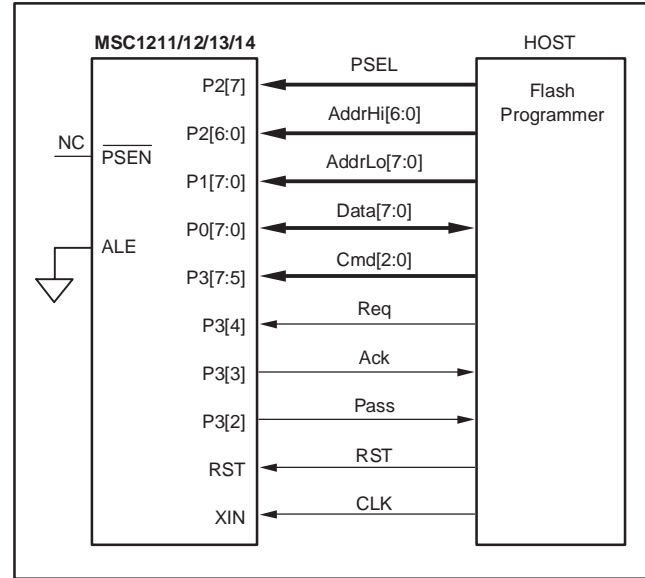 MSC1211/12/13/14
HOST
P2[7]
PSEL
Flash
Programmer
P2[6:0]
AddrHi[6:0]
NC
PSEN
P1[7:0]
AddrLo[7:0]
P0[7:0]
Data[7:0]
ALE
P3[7:5]
Cmd[2:0]
P3[4]
Req
P3[3]
Ack
P3[2]
Pass
RST
RST
XIN
CLK